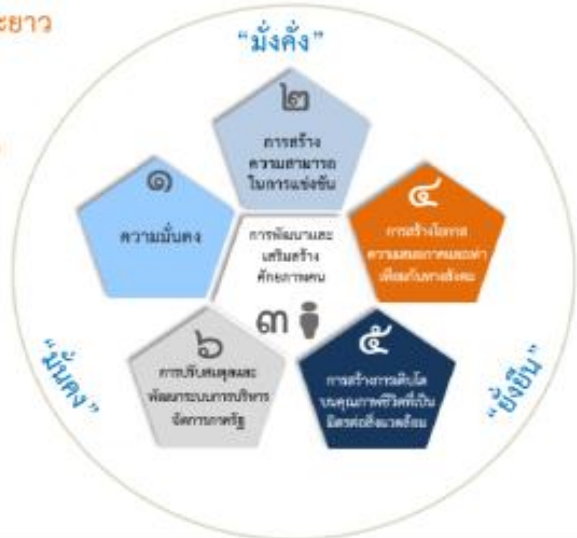 ะยาว
“มั่งคั่ง”
๒
การสร้าง
ความสามารถ
ในการแข่งขัน
๑
ความมั่นคง
๔
การสร้างโอกาส
ความเสมอภาคและเท่า
เทียมกันทางสังคม
การพัฒนาและ
เสริมสร้าง
ศักยภาพคน
๓
๖
การปรับสมดุลและ
พัฒนาระบบการบริหาร
จัดการภาครัฐ
๕
การสร้างการเติบโต
บนคุณภาพชีวิตที่เป็น
มิตรต่อสิ่งแวดล้อม
“มั่นคง”
“ยั่งยืน”